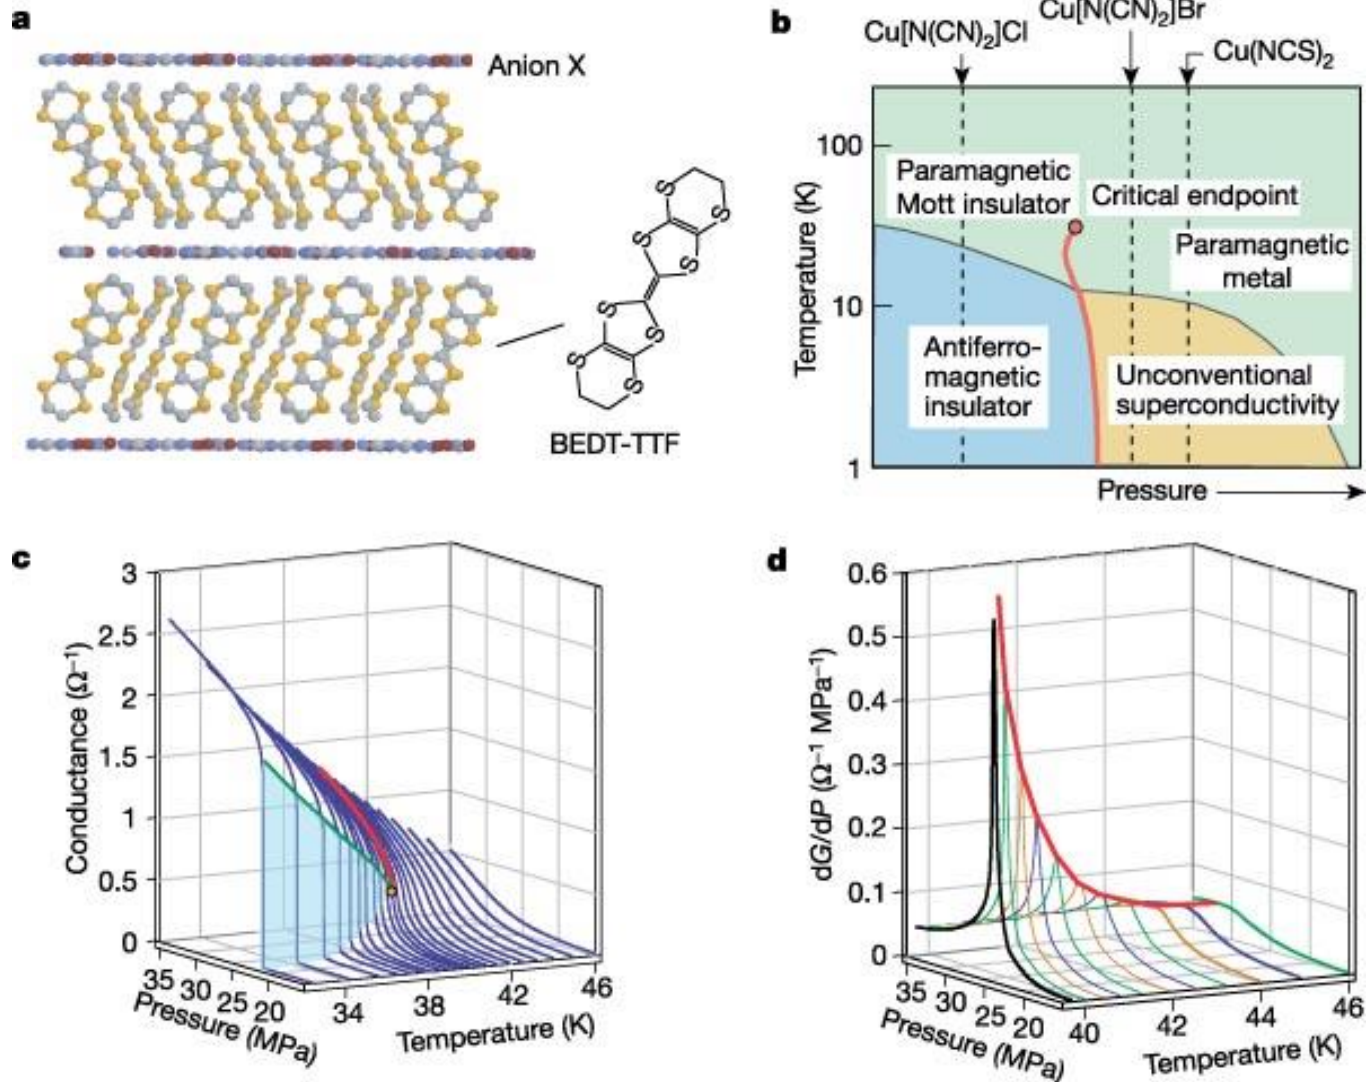 a
Anion X
S
S
S
S
S
S
S
S
BEDT-TTF
b
Cu[N(CN)₂]Cl
Cu[N(CN)₂]Br
Cu(NCS)₂
Temperature (K)
100
10
1
Paramagnetic
Mott insulator
Critical endpoint
Paramagnetic
metal
Antiferro-
magnetic
insulator
Unconventional
superconductivity
Pressure
c
Conductance (Ω⁻¹)
3
2.5
2
1.5
1
0.5
0
35 30 25 20
Pressure (MPa)
34 38 42 46
Temperature (K)
d
dG/dP (Ω⁻¹ MPa⁻¹)
0.6
0.5
0.4
0.3
0.2
0.1
0
35 30 25 20
Pressure (MPa)
40 42 44 46
Temperature (K)